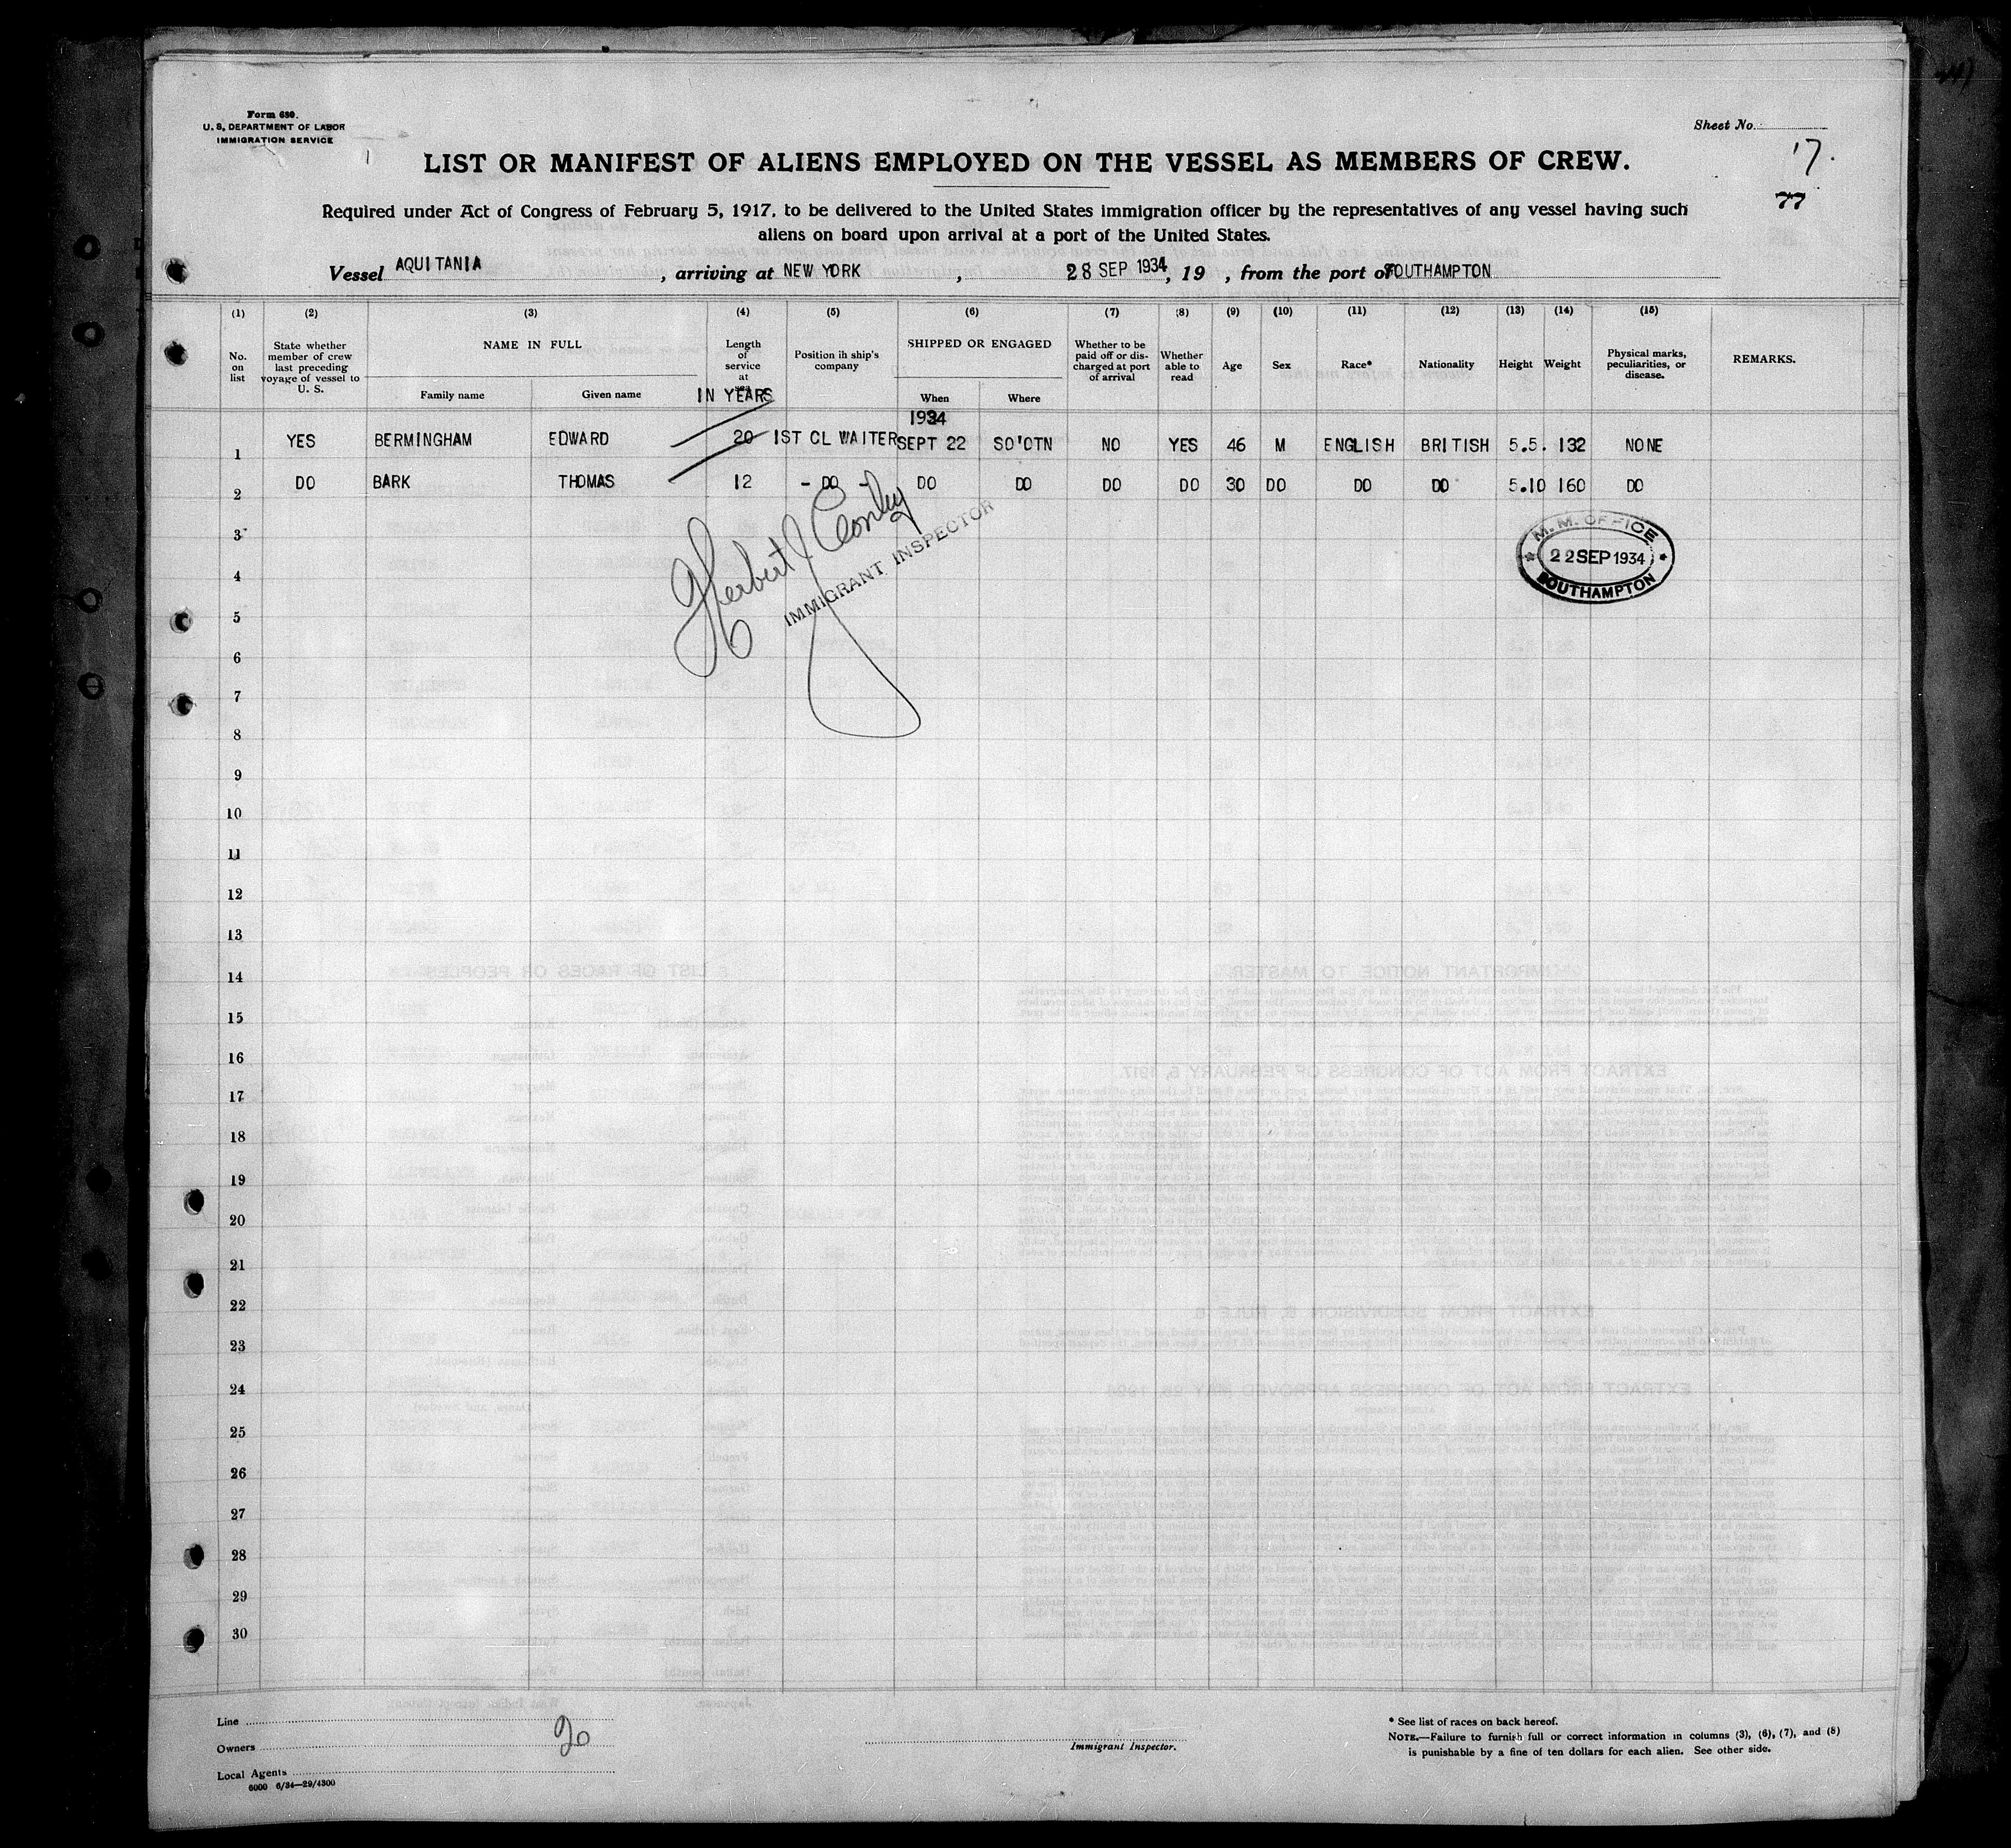 Form 680.
U. S. DEPARTMENT OF LABOR
IMMIGRATION SERVICE
Sheet No.
17.
77
LIST OR MANIFEST OF ALIENS EMPLOYED ON THE VESSEL AS MEMBERS OF CREW.
Required under Act of Congress of February 5, 1917, to be delivered to the United States immigration officer by the representatives of any vessel having such
aliens on board upon arrival at a port of the United States.
Vessel AQUITANIA, arriving at NEW YORK, 28 SEP 1934, 19 , from the port of SOUTHAMPTON
(1) (2) (3) (4) (5) (6) (7) (8) (9) (10) (11) (12) (13) (14) (15)
No. on list
State whether member of crew last preceding voyage of vessel to U. S.
NAME IN FULL
Family name
Given name
Length of service at sea
IN YEARS
Position in ship's company
SHIPPED OR ENGAGED
When
Where
Whether to be paid off or discharged at port of arrival
Whether able to read
Age
Sex
Race*
Nationality
Height
Weight
Physical marks, peculiarities, or disease.
REMARKS.
1934
1 YES BERMINGHAM EDWARD 20 1ST CL WAITER SEPT 22 SO'OTN NO YES 46 M ENGLISH BRITISH 5.5. 132 NONE
2 DO BARK THOMAS 12 - DO - DO DO DO DO 30 DO DO DO 5.10 160 DO
Herbert J
IMMIGRANT INSPECTOR
M.M. OFFICE
22 SEP 1934
SOUTHAMPTON
3
4
5
6
7
8
9
10
11
12
13
14
15
16
17
18
19
20
21
22
23
24
25
26
27
28
29
30
Line
Owners
20
Local Agents
6000 6/34—29/4300
Immigrant Inspector.
* See list of races on back hereof.
NOTE.—Failure to furnish full or correct information in columns (3), (6), (7), and (8)
is punishable by a fine of ten dollars for each alien. See other side.